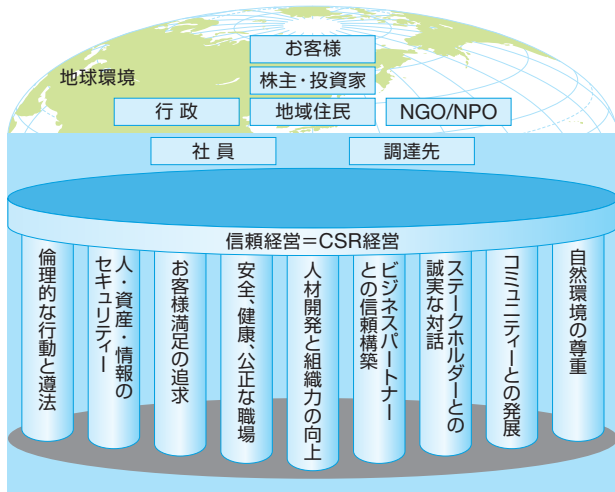 お客様
地球環境
株主・投資家
行政
地域住民
NGO/NPO
社員
調達先
信頼経営＝CSR経営
倫理的な行動と遵法
人・資産・情報の
セキュリティー
お客様満足の追求
安全、健康、公正な職場
人材開発と組織力の向上
ビジネスパートナー
との信頼構築
ステークホルダーとの
誠実な対話
コミュニティーとの発展
自然環境の尊重